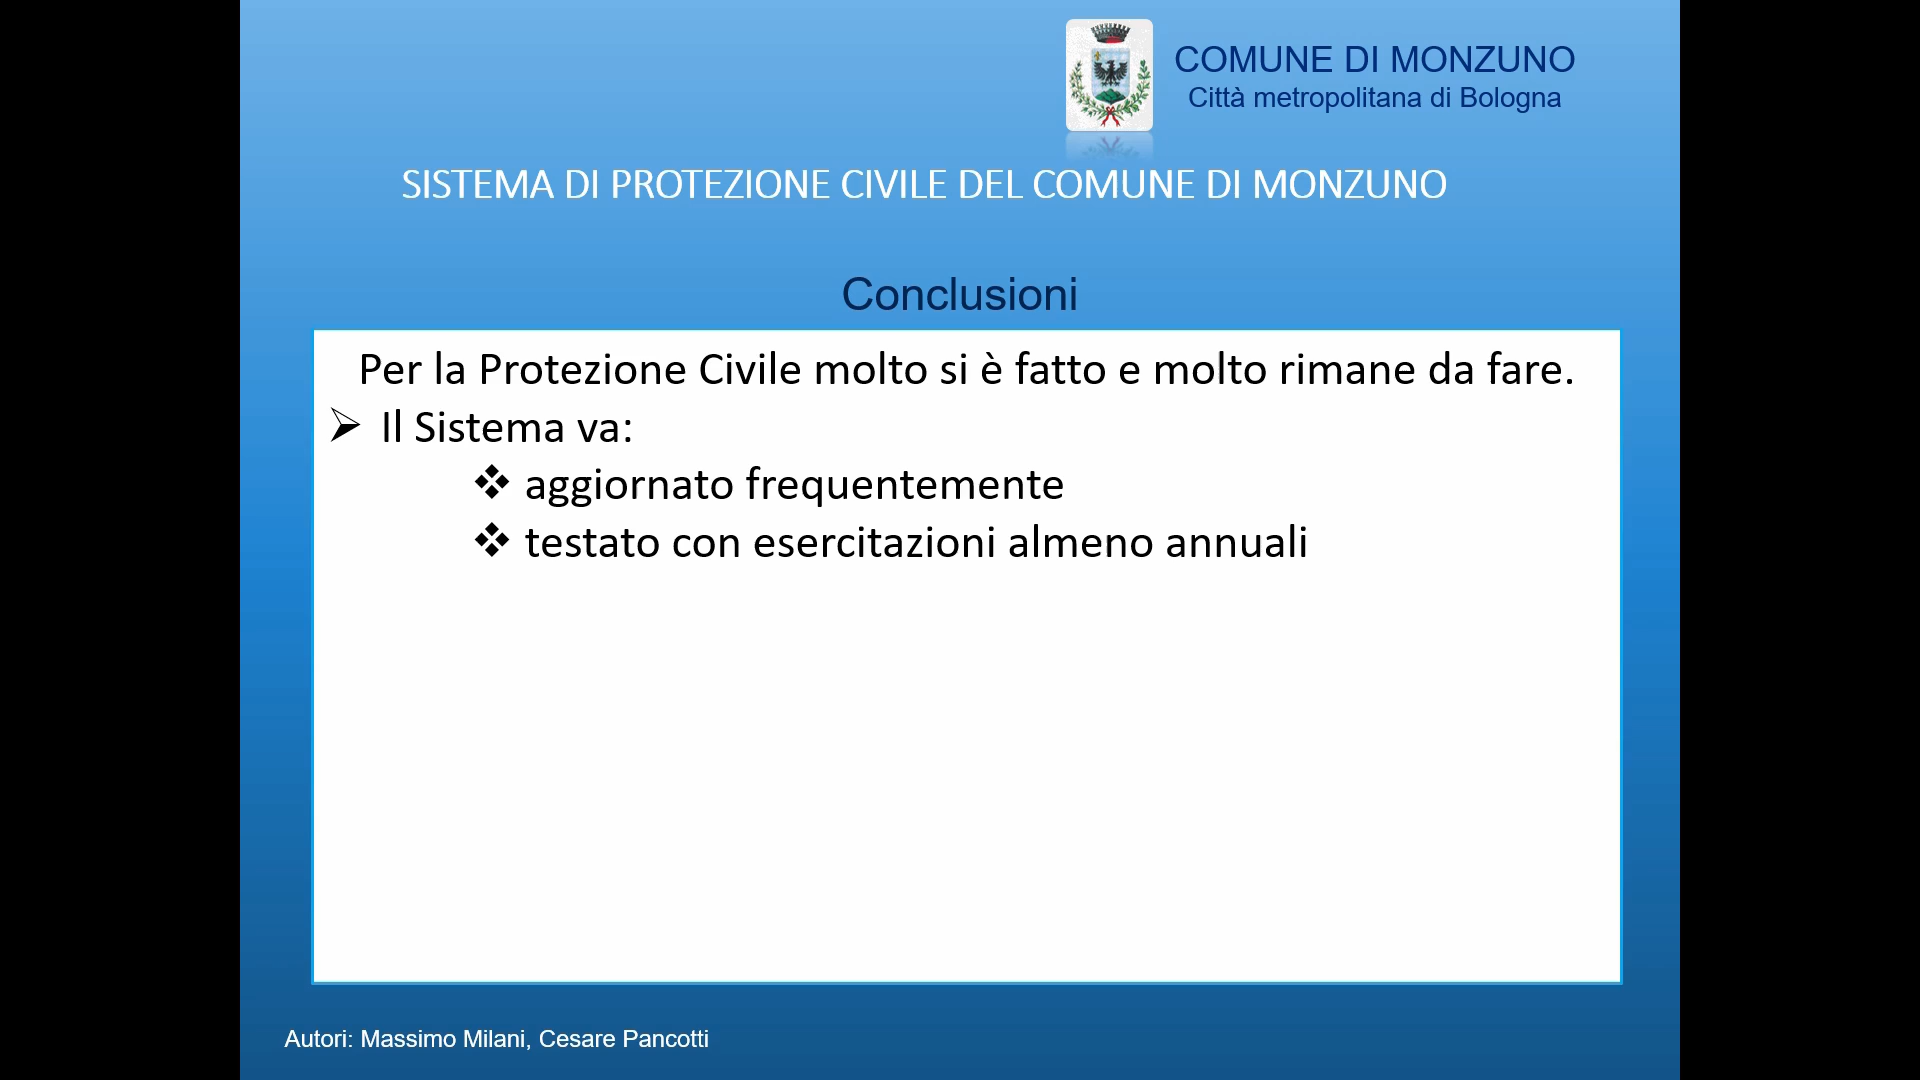 COMUNE DI MONZUNO
Città metropolitana di Bologna
SISTEMA DI PROTEZIONE CIVILE DEL COMUNE DI MONZUNO
Conclusioni
Per la Protezione Civile molto si è fatto e molto rimane da fare.
➢ Il Sistema va:
❖ aggiornato frequentemente
❖ testato con esercitazioni almeno annuali
Autori: Massimo Milani, Cesare Pancotti